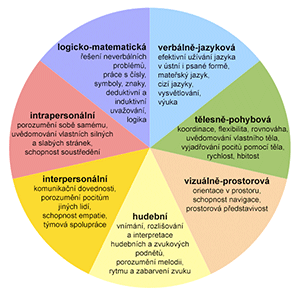 logicko-matematická
řešení neverbálních
problémů,
práce s čísly,
symboly, znaky,
deduktivní a
induktivní
uvažování,
logika
verbálně-jazyková
efektivní užívání jazyka
v ústní i psané formě,
mateřský jazyk,
cizí jazyky,
vysvětlování,
výuka
tělesně-pohybová
koordinace, flexibilita, rovnováha,
uvědomování vlastního těla,
vyjadřování pocitů pomocí těla,
rychlost, hbitost
vizuálně-prostorová
orientace v prostoru,
schopnost navigace,
prostorová představivost
hudební
vnímání, rozlišování
a interpretace
hudebních a zvukových
podnětů,
porozumění melodii,
rytmu a zabarvení zvuku
interpersonální
komunikační dovednosti,
porozumění pocitům
jiných lidí,
schopnost empatie,
týmová spolupráce
intrapersonální
porozumění sobě samému,
uvědomování vlastních silných
a slabých stránek,
schopnost soustředění